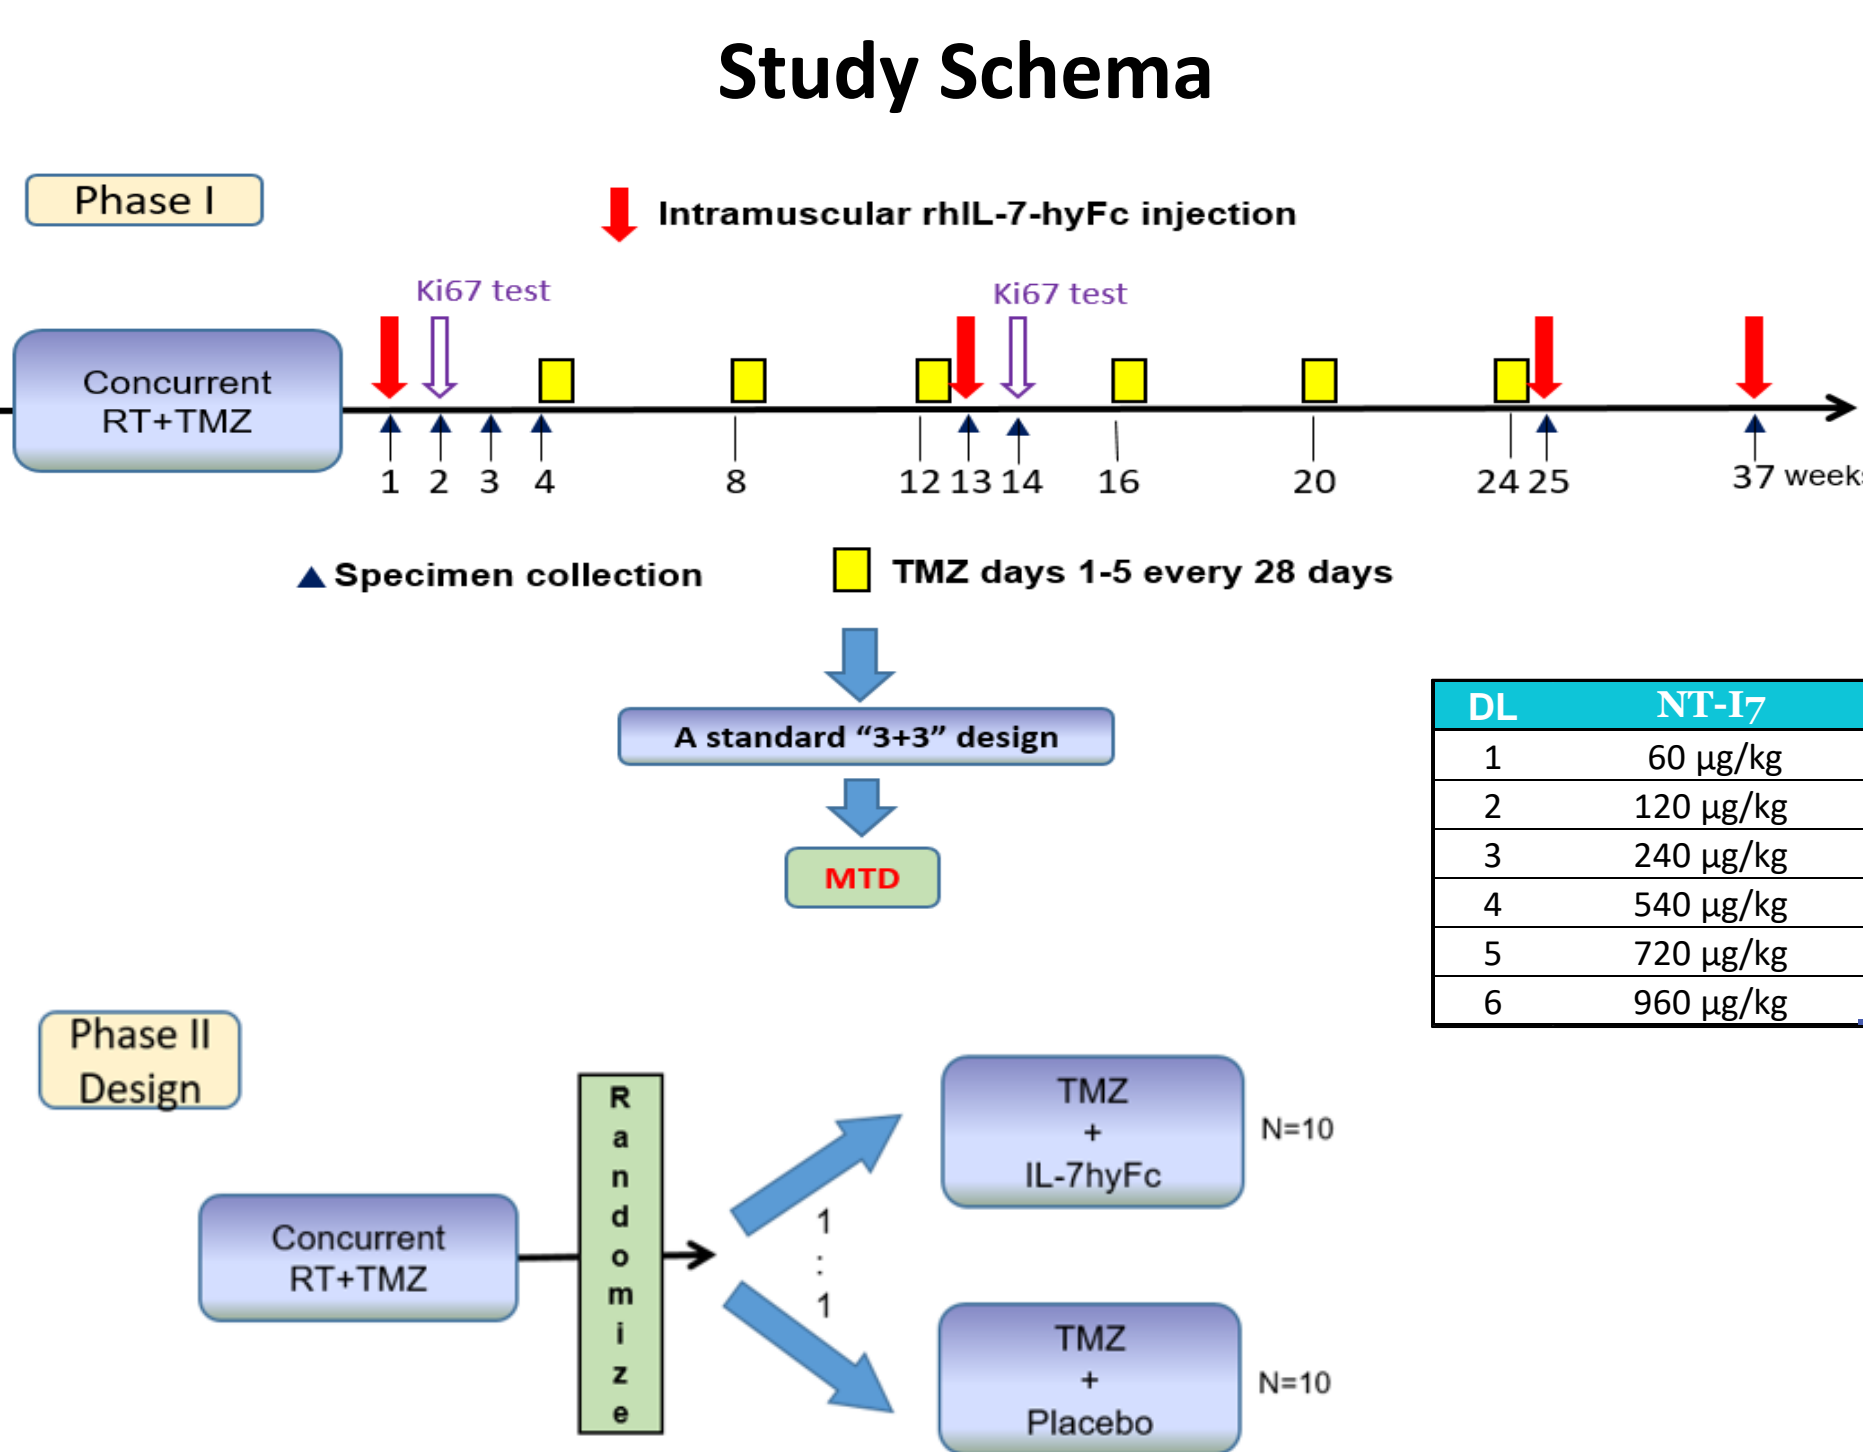 Study Schema
Phase I
Intramuscular rhIL-7-hyFc injection
Ki67 test
Ki67 test
Concurrent
RT+TMZ
1 2 3 4 8 12 13 14 16 20 24 25 37 week
Specimen collection
TMZ days 1-5 every 28 days
A standard “3+3” design
MTD
DL NT-I7
1 60 µg/kg
2 120 µg/kg
3 240 µg/kg
4 540 µg/kg
5 720 µg/kg
6 960 µg/kg
Phase II
Design
Concurrent
RT+TMZ
Randomize
1
:
1
TMZ
+
IL-7hyFc
N=10
TMZ
+
Placebo
N=10